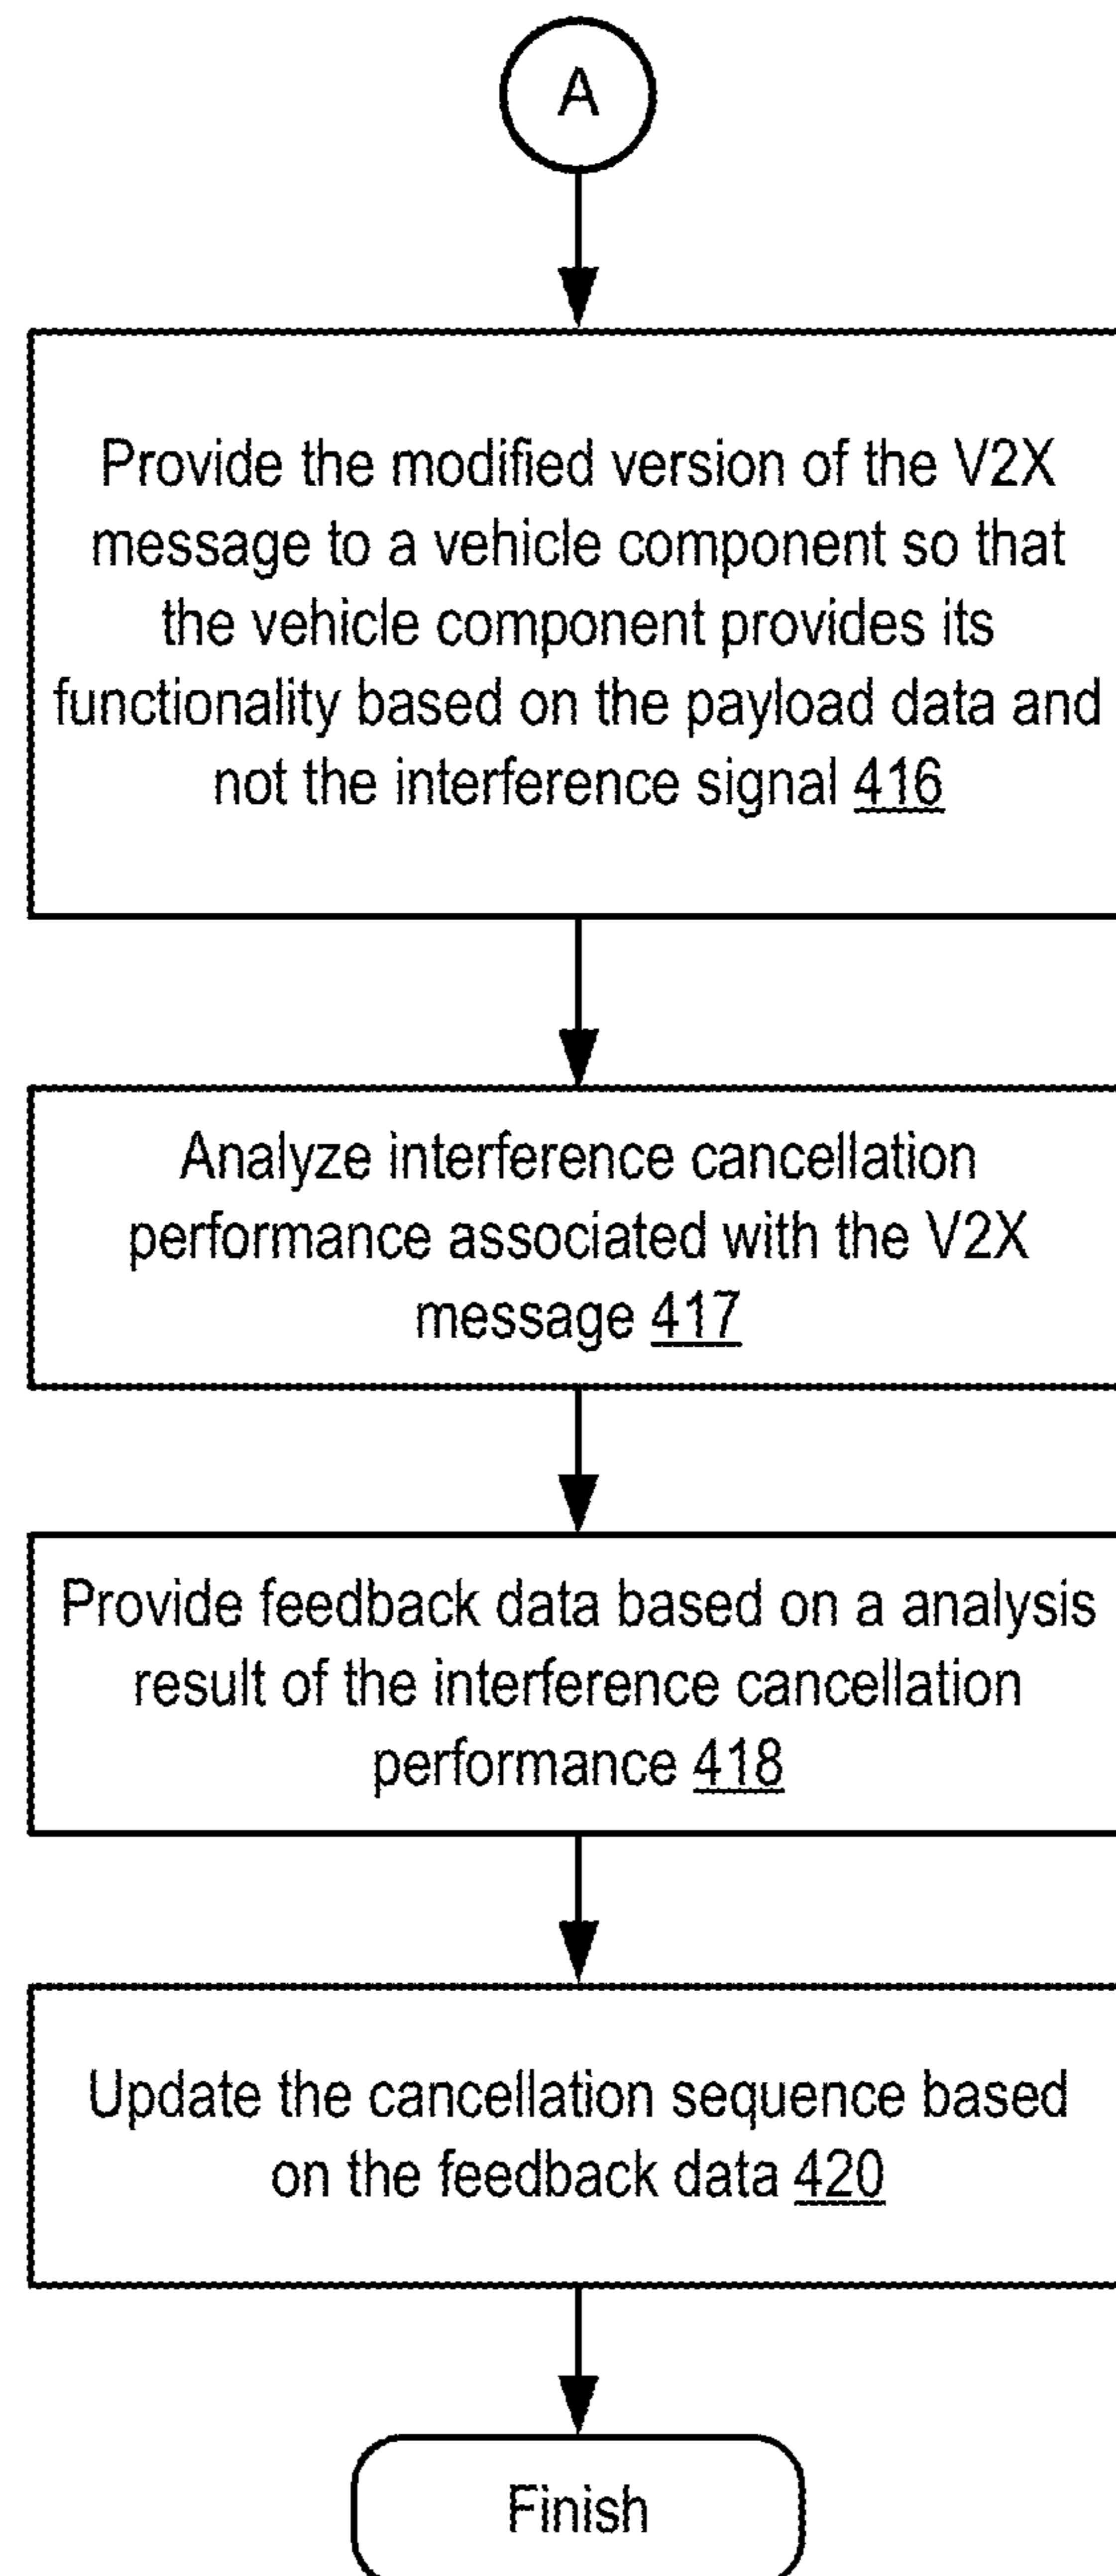 A
Provide the modified version of the V2X
message to a vehicle component so that
the vehicle component provides its
functionality based on the payload data and
not the interference signal 416
Analyze interference cancellation
performance associated with the V2X
message 417
Provide feedback data based on a analysis
result of the interference cancellation
performance 418
Update the cancellation sequence based
on the feedback data 420
Finish